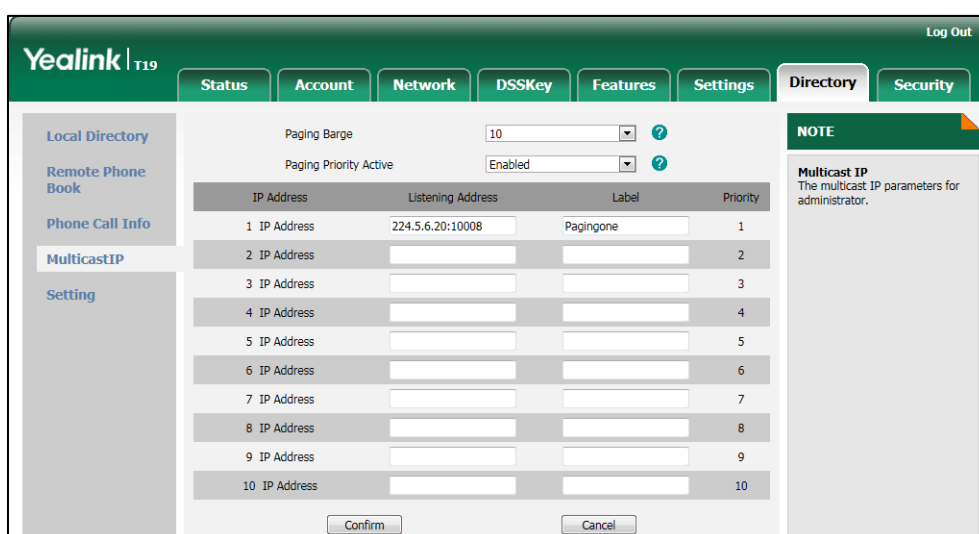 Log Out
Yealink T19
Status Account Network DSSKey Features Settings Directory Security
Local Directory
Remote Phone
Book
Phone Call Info
MulticastIP
Setting
Paging Barge 10 ?
Paging Priority Active Enabled ?
IP Address Listening Address Label Priority
1 IP Address 224.5.6.20:10008 Pagingone 1
2 IP Address 2
3 IP Address 3
4 IP Address 4
5 IP Address 5
6 IP Address 6
7 IP Address 7
8 IP Address 8
9 IP Address 9
10 IP Address 10
Confirm Cancel
NOTE
Multicast IP
The multicast IP parameters for
administrator.